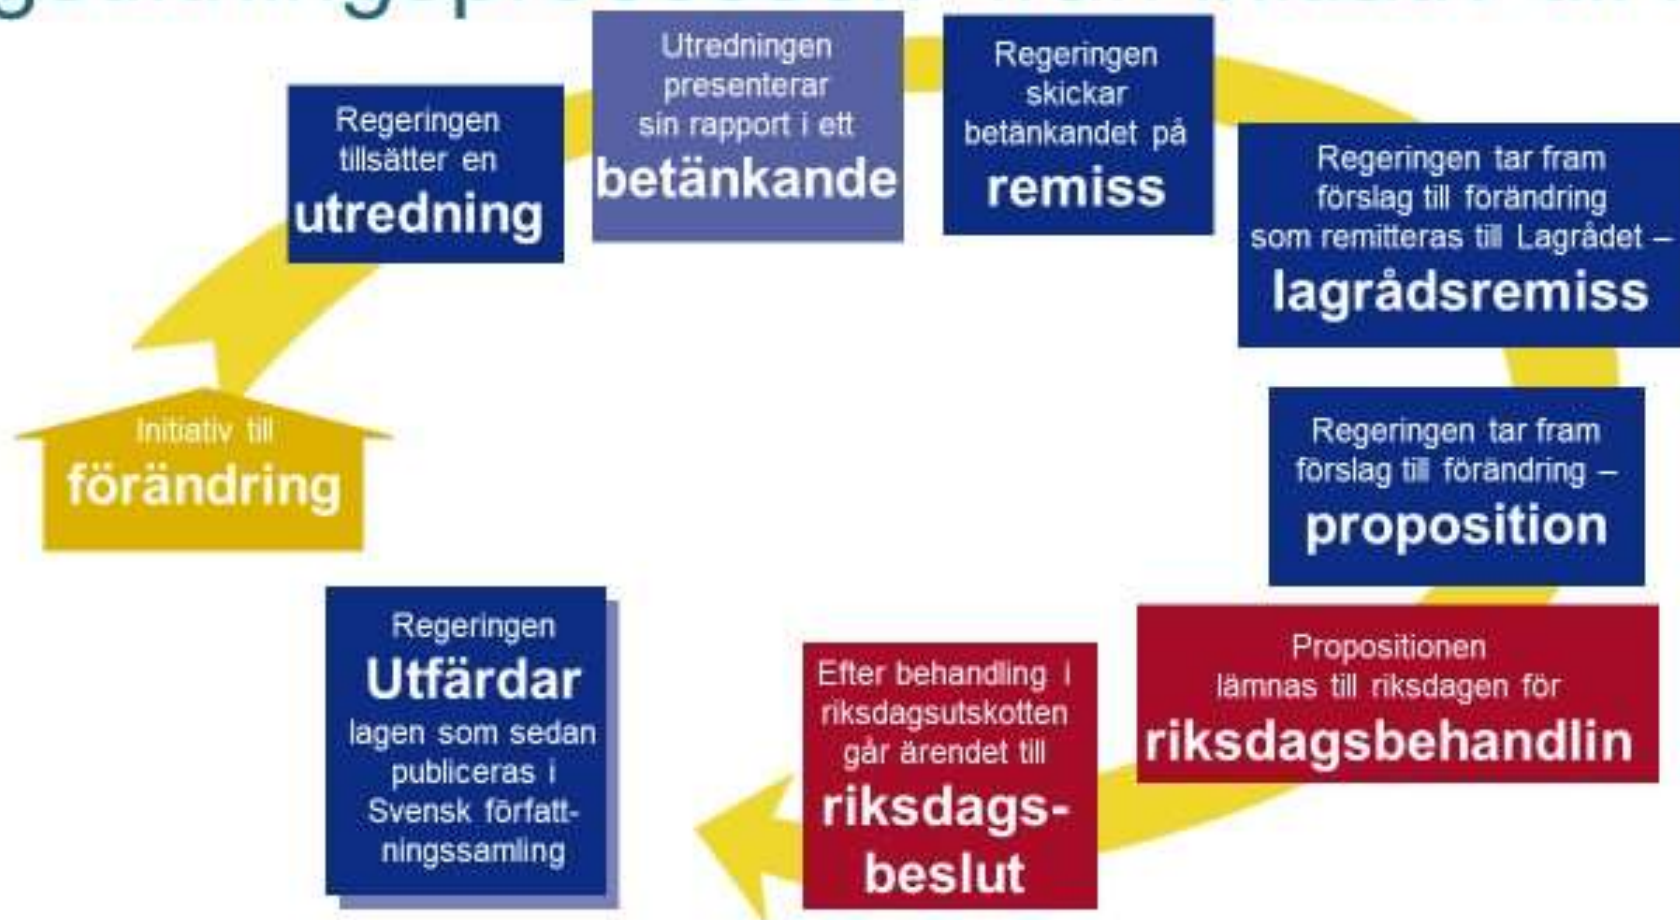 Initiativ till
förändring
Regeringen
tillsätter en
utredning
Utredningen
presenterar
sin rapport i ett
betänkande
Regeringen
skickar
betänkandet på
remiss
Regeringen tar fram
förslag till förändring
som remitteras till Lagrådet –
lagrådsremiss
Regeringen tar fram
förslag till förändring –
proposition
Propositionen
lämnas till riksdagen för
riksdagsbehandlin
Efter behandling i
riksdagsutskotten
går ärendet till
riksdags-
beslut
Regeringen
Utfärdar
lagen som sedan
publiceras i
Svensk författ-
ningssamling